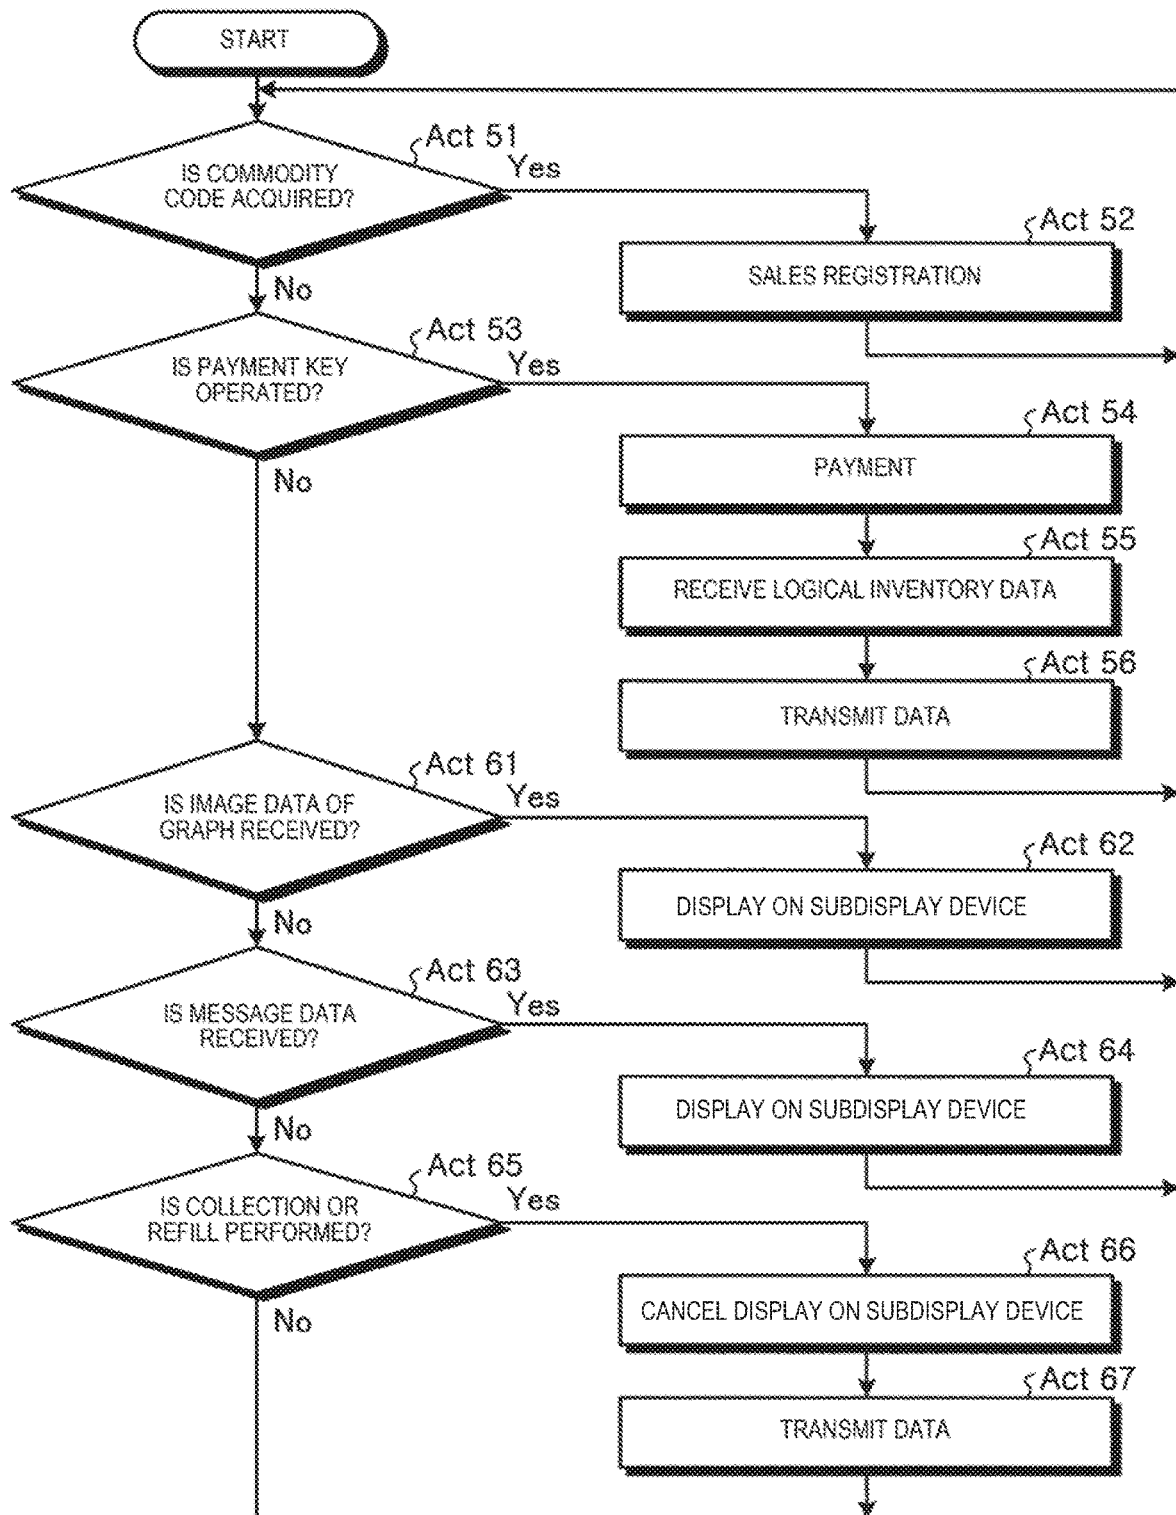 START
Act 51
IS COMMODITY
CODE ACQUIRED?
Yes
Act 52
SALES REGISTRATION
No
Act 53
IS PAYMENT KEY
OPERATED?
Yes
Act 54
PAYMENT
No
Act 55
RECEIVE LOGICAL INVENTORY DATA
Act 56
TRANSMIT DATA
Act 61
IS IMAGE DATA OF
GRAPH RECEIVED?
Yes
Act 62
DISPLAY ON SUBDISPLAY DEVICE
No
Act 63
IS MESSAGE DATA
RECEIVED?
Yes
Act 64
DISPLAY ON SUBDISPLAY DEVICE
No
Act 65
IS COLLECTION OR
REFILL PERFORMED?
Yes
Act 66
CANCEL DISPLAY ON SUBDISPLAY DEVICE
No
Act 67
TRANSMIT DATA